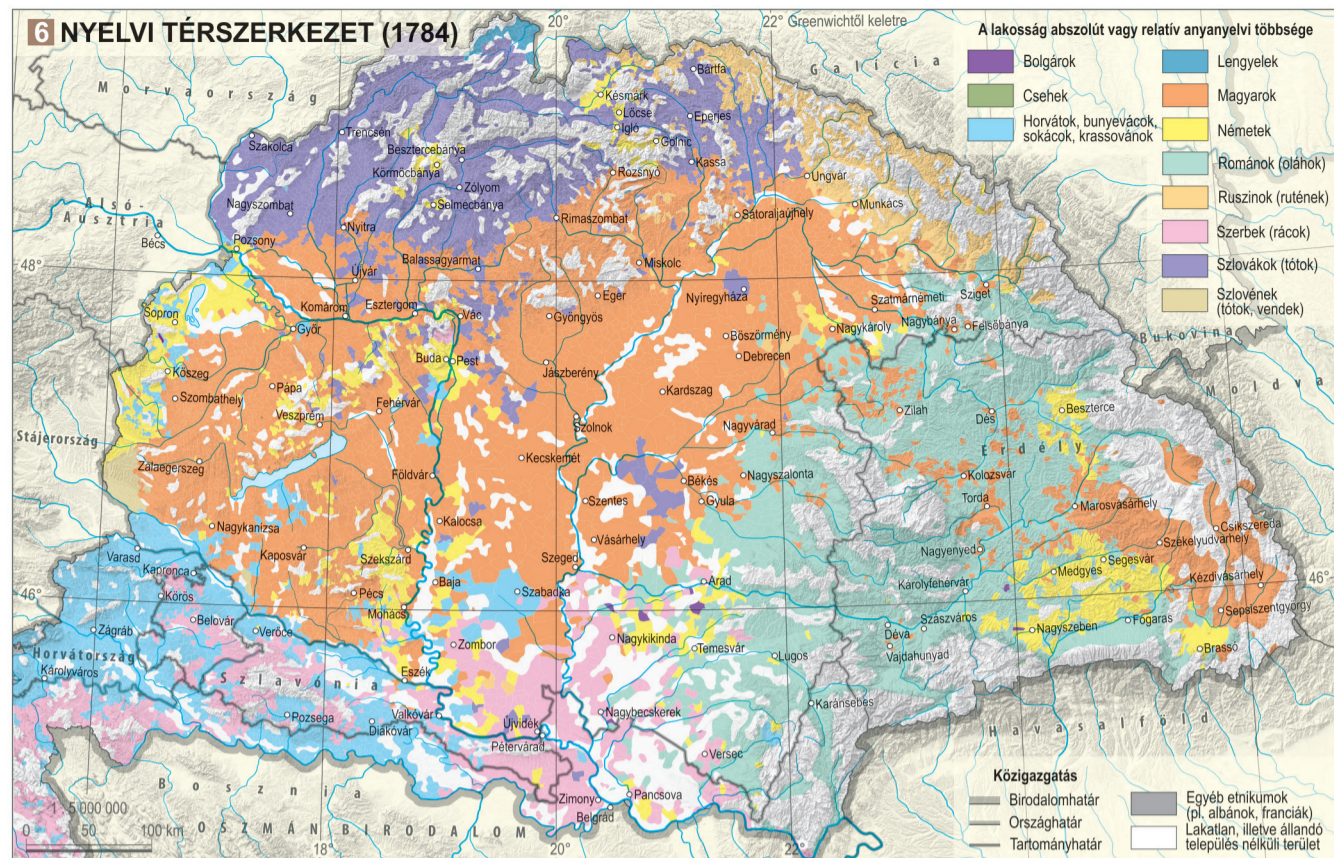 6 NYELVI TÉRSZERKEZET (1784)
20°
22°
Greenwichtől keletre
A lakosság abszolút vagy relatív anyanyelvi többsége
Bolgárok
Csehek
Horvátok, bunyevácok,
sokácok, krassovánok
Lengyelek
Magyarok
Németek
Románok (oláhok)
Ruszinok (rutének)
Szerbek (rácok)
Szlovákok (tótok)
Szlovének
(tótok, vendek)
Morvaország
Galícia
Bártfa
Késmárk
Lőcse
Igló
Eperjes
Gölnic
Trencsén
Szakolca
Besztercebánya
Körmöcbánya
Kassa
Rozsnyó
Ungvár
Zólyom
Selmecbánya
Munkács
Nagyszombat
Rimaszombat
Sátoraljaújhely
Alsó-
Ausztria
Nyitra
Bécs
Pozsony
Balassagyarmat
Miskolc
48°
Újvár
Nyíregyháza
Sziget
Eger
Komárom
Esztergom
Vác
Gyöngyös
Szatmárnémeti
Sopron
Győr
Nagykároly
Nagybánya
Felsőbánya
Böszörmény
Debrecen
Bukovina
48°
Buda
Pest
Jászberény
Kőszeg
Pápa
Kardszag
Szombathely
Fehérvár
Moldva
Veszprém
Szolnok
Zilah
Dés
Beszterce
Nagyvárad
Stájerország
Erdély
Zalaegerszeg
Kecskemét
Földvár
Békés
Nagyszalonta
Kolozsvár
Szentes
Gyula
Torda
Marosvásárhely
Kalocsa
Nagykanizsa
Csíkszereda
Vásárhely
Székelyudvarhely
Kaposvár
Szekszárd
Nagyenyed
Varasd
Szeged
Segesvár
Medgyes
Kapronca
Baja
Arad
Károlyfehérvár
Kézdivásárhely
46°
Kőrös
Pécs
Szabadka
46°
Sepsiszentgyörgy
Mohács
Belovár
Szászváros
Fogaras
Zágráb
Verőce
Nagykikinda
Déva
Nagyszeben
Zombor
Temesvár
Lugos
Vajdahunyad
Brassó
Horvátország
Károlyváros
Szlavónia
Eszék
Karánsebes
Pozsega
Valkóvár
Diakóvár
Újvidék
Nagybecskerek
Havasalföld
Pétervárad
Versec
Bosznia
Zimony
Pancsova
Belgrád
OSZMÁN BIRODALOM
1 : 5 000 000
0 50 100 km
18°
20°
22°
Közigazgatás
Birodalomhatár
Országhatár
Tartományhatár
Egyéb etnikumok
(pl. albánok, franciák)
Lakatlan, illetve állandó
település nélküli terület